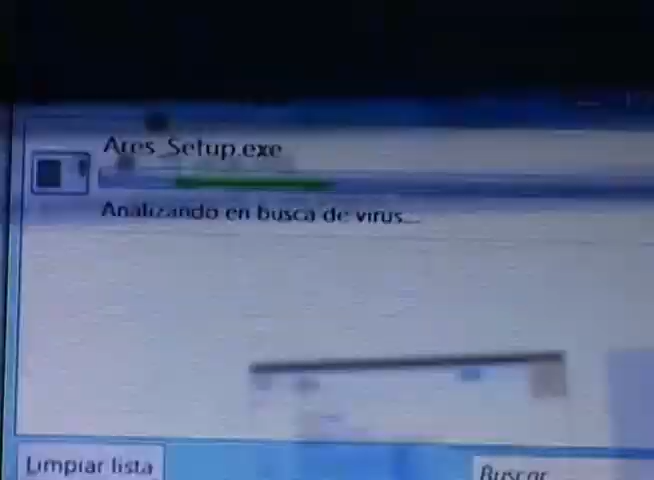 Ares_Setup.exe
Analizando en busca de virus...
Limpiar lista
Buscar